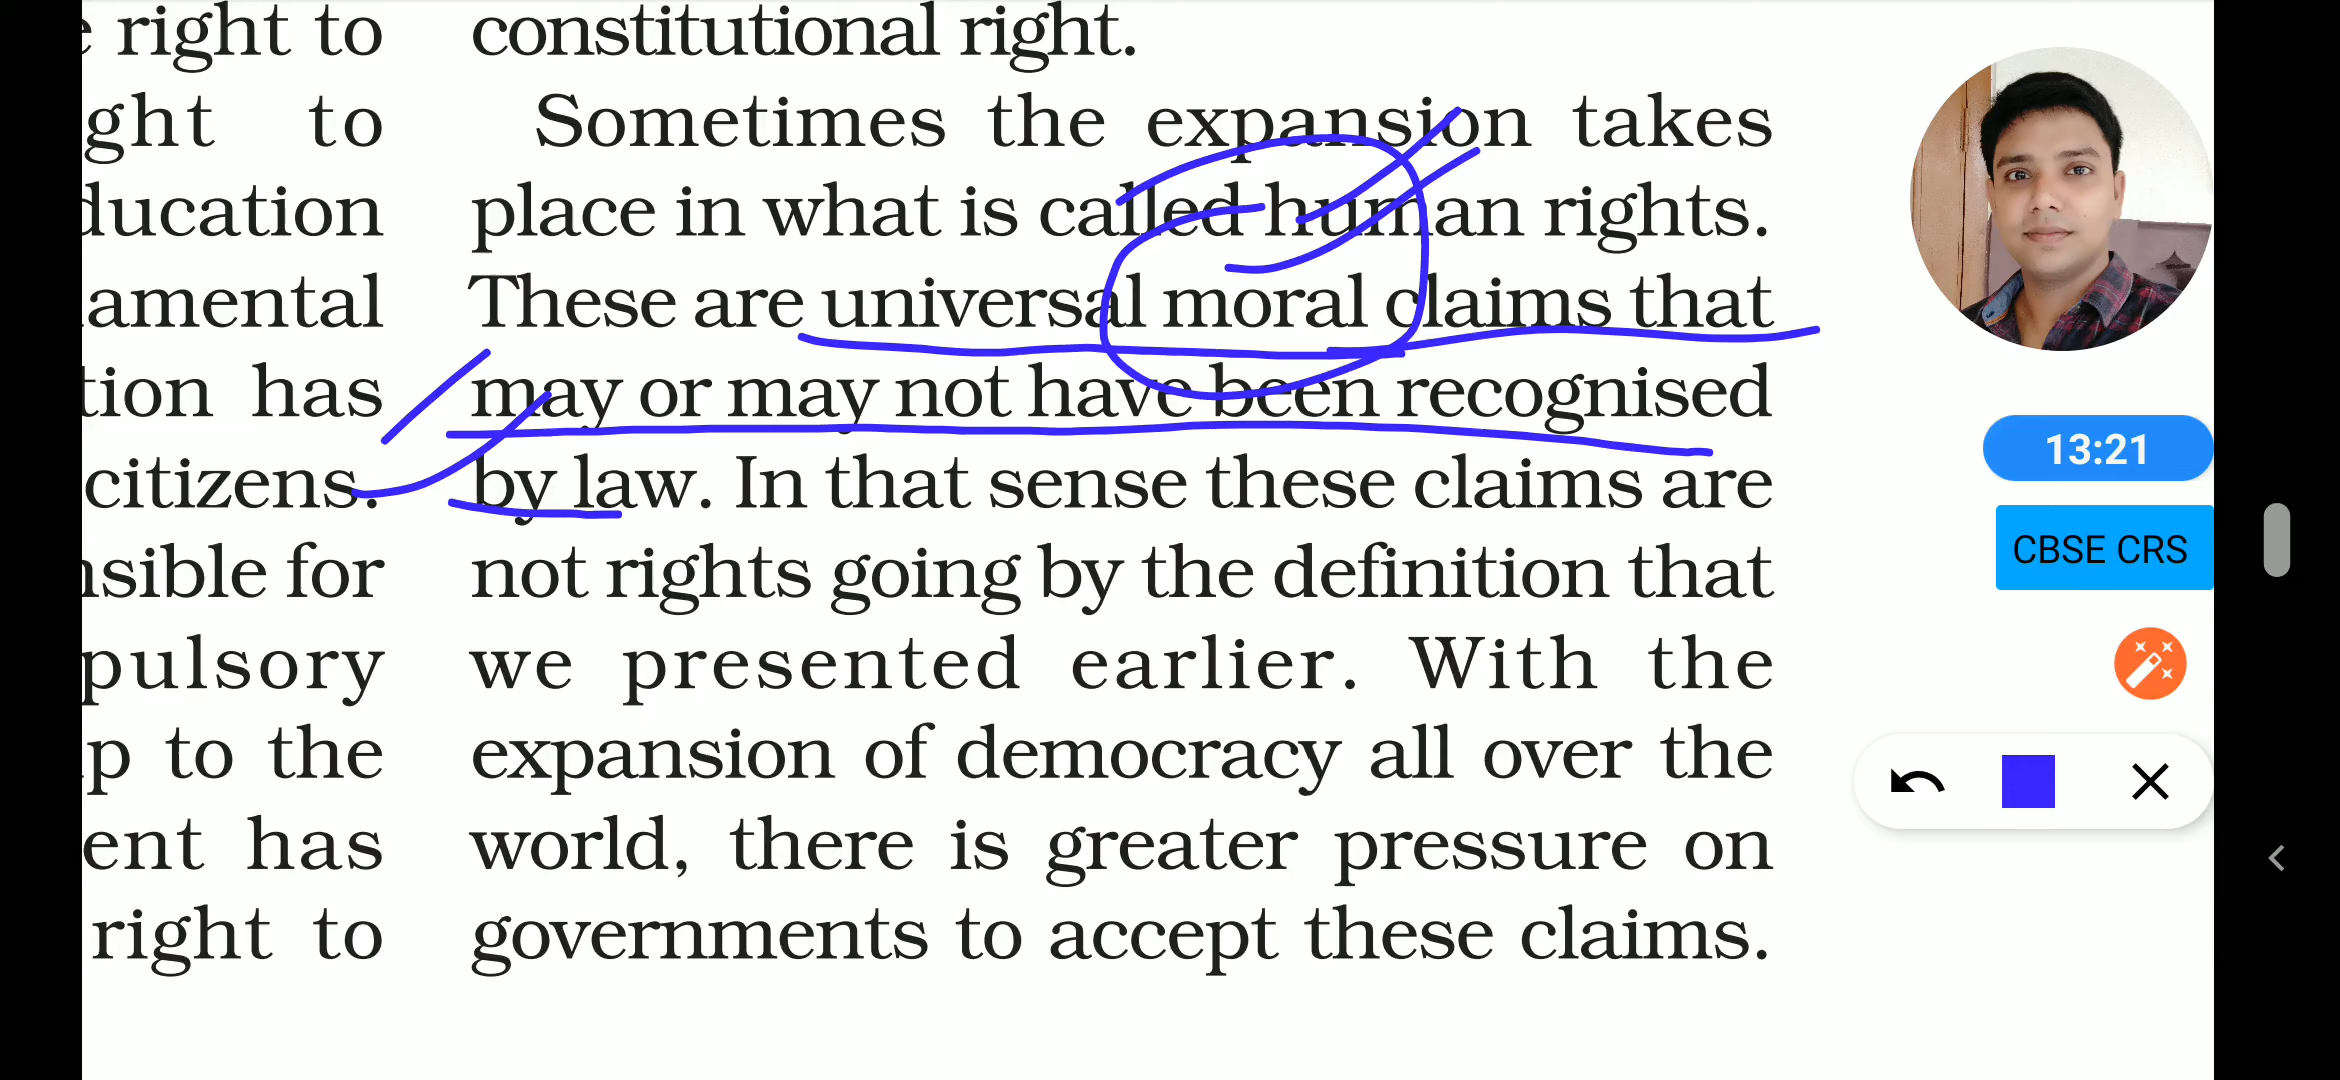 right to
ght to
ducation
amental
tion has
citizens.
nsible for
pulsory
p to the
ent has
right to
constitutional right.
Sometimes the expansion takes
place in what is called human rights.
These are universal moral claims that
may or may not have been recognised
by law. In that sense these claims are
not rights going by the definition that
we presented earlier. With the
expansion of democracy all over the
world, there is greater pressure on
governments to accept these claims.
13:21
CBSE CRS